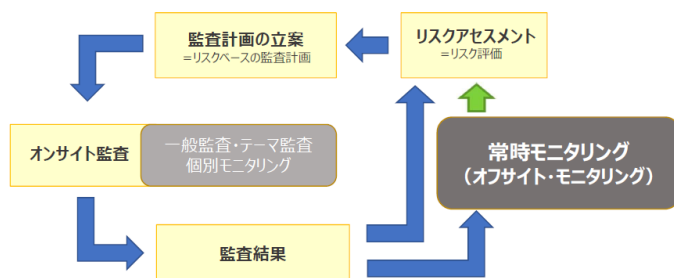 監査計画の立案
=リスクベースの監査計画
リスクアセスメント
=リスク評価
オンサイト監査
一般監査・テーマ監査
個別モニタリング
常時モニタリング
（オフサイト・モニタリング）
監査結果